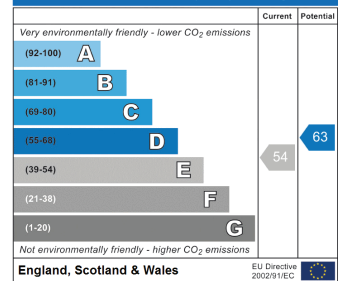 Current Potential
Very environmentally friendly - lower CO2 emissions
(92-100) A
(81-91) B
(69-80) C
(55-68) D
63
(39-54) E
54
(21-38) F
(1-20) G
Not environmentally friendly - higher CO2 emissions
England, Scotland & Wales
EU Directive
2002/91/EC